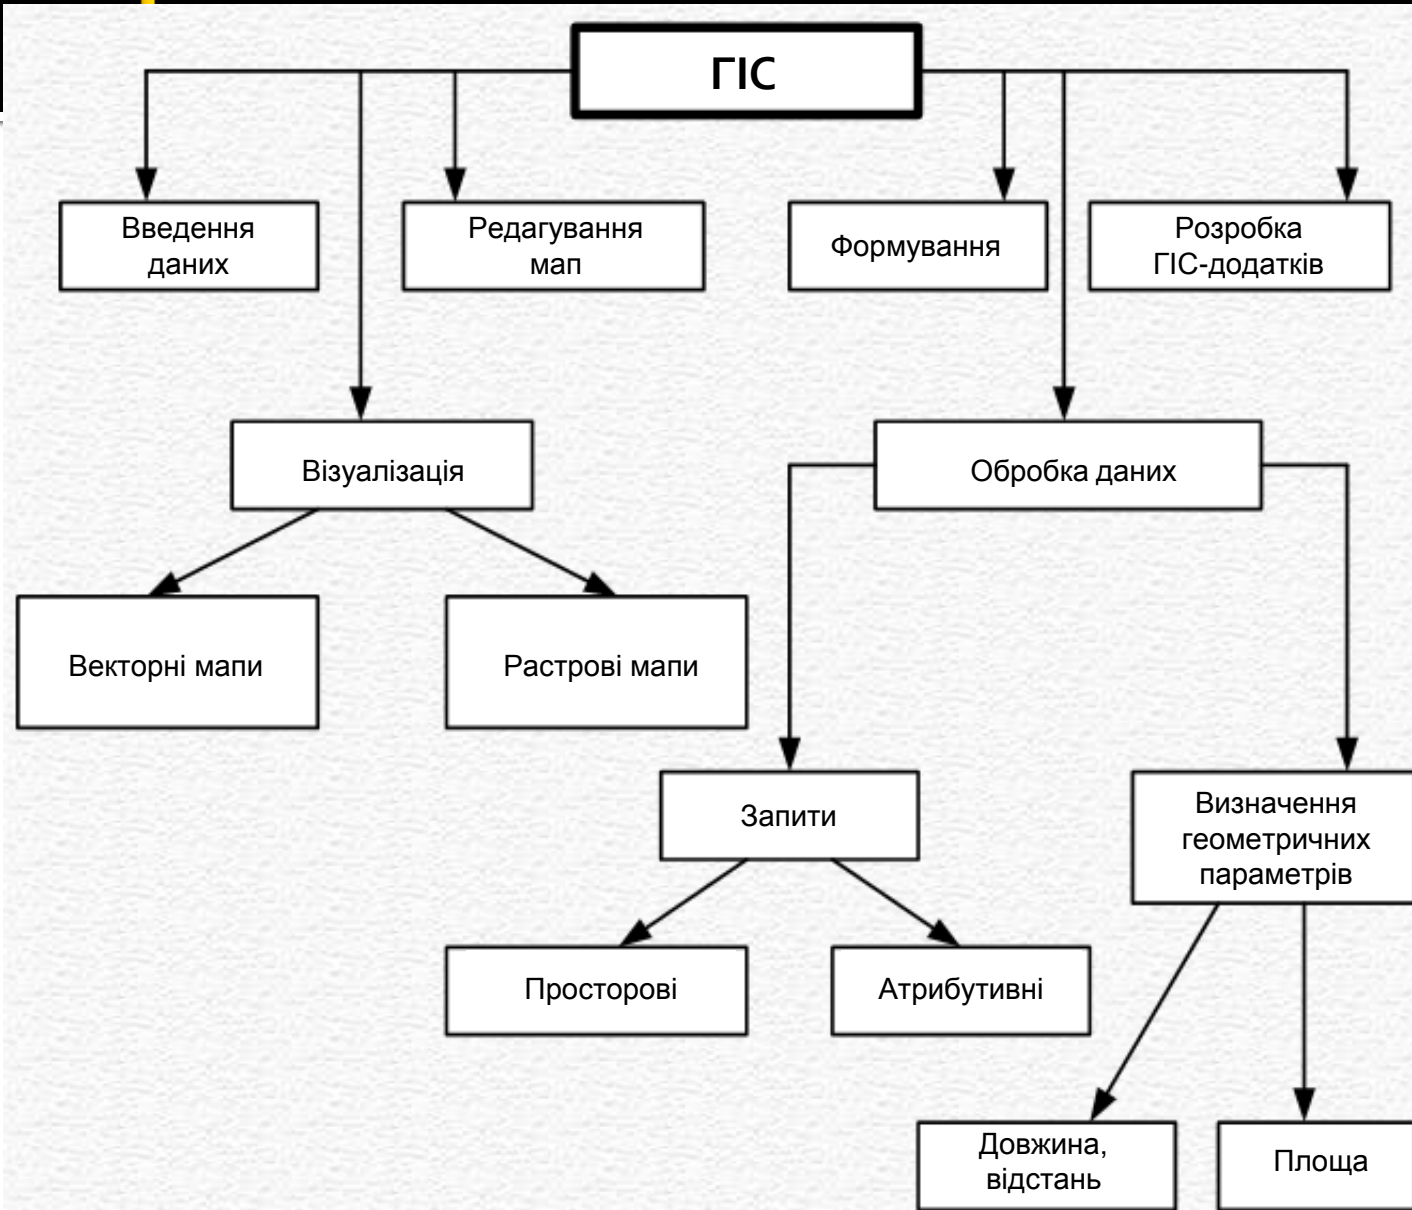 ГІС
Введення
даних
Редагування
мап
Формування
Розробка
ГІС-додатків
Візуалізація
Обробка даних
Векторні мапи
Растрові мапи
Запити
Визначення
геометричних
параметрів
Просторові
Атрибутивні
Довжина,
відстань
Площа